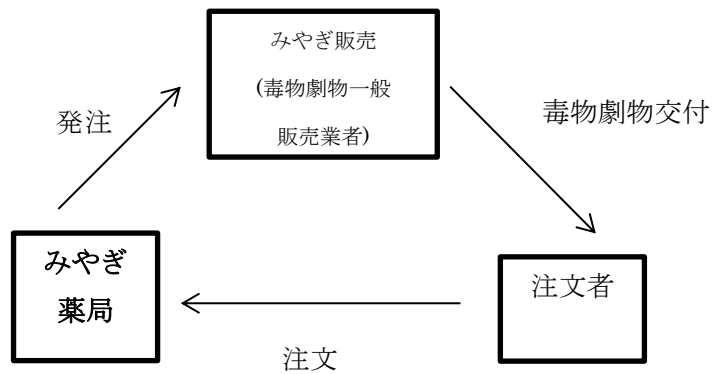 みやぎ販売
(毒物劇物一般
販売業者)
発注
毒物劇物交付
みやぎ
薬局
注文者
注文